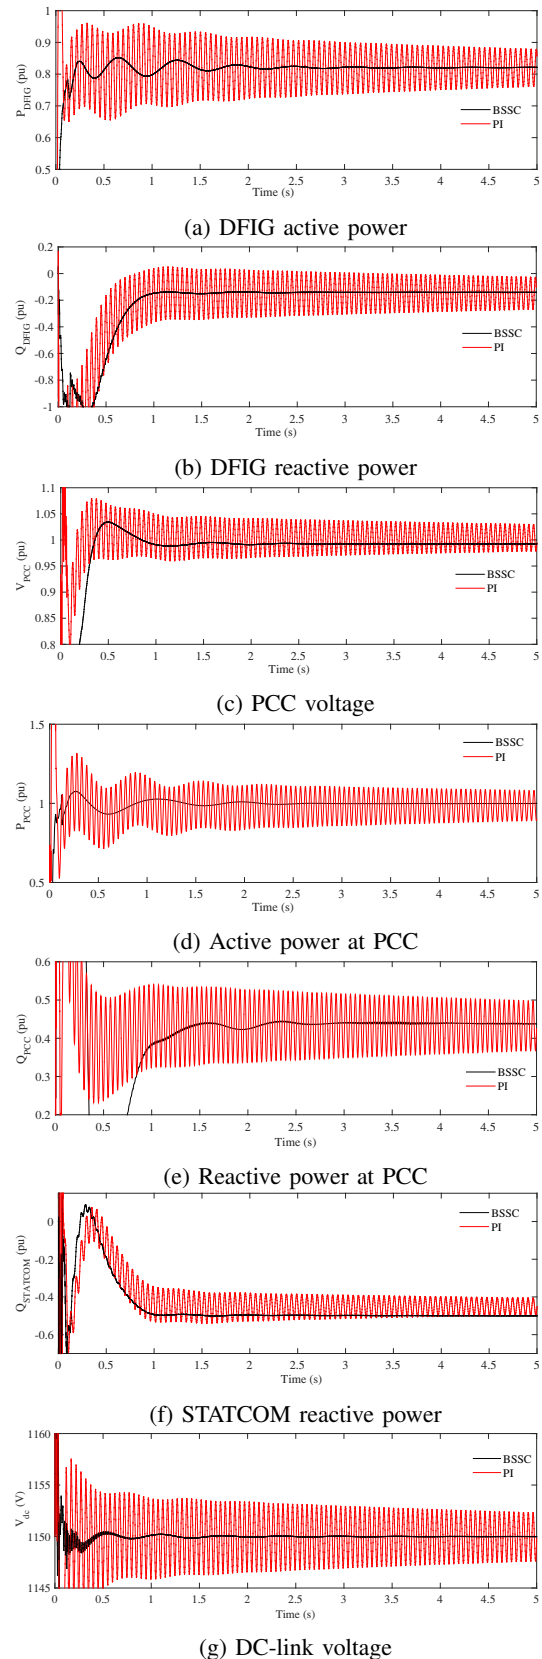 1
0.9
0.8
0.7
0.6
0.5
P_DFIG (pu)
BSSC
PI
0 0.5 1 1.5 2 2.5 3 3.5 4 4.5 5
Time (s)
(a) DFIG active power
0.2
0
-0.2
-0.4
-0.6
-0.8
-1
Q_DFIG (pu)
BSSC
PI
0 0.5 1 1.5 2 2.5 3 3.5 4 4.5 5
Time (s)
(b) DFIG reactive power
1.1
1.05
1
0.95
0.9
0.85
0.8
V_PCC (pu)
BSSC
PI
0 0.5 1 1.5 2 2.5 3 3.5 4 4.5 5
Time (s)
(c) PCC voltage
1.5
1
0.5
P_PCC (pu)
BSSC
PI
0 0.5 1 1.5 2 2.5 3 3.5 4 4.5 5
Time (s)
(d) Active power at PCC
0.6
0.5
0.4
0.3
0.2
Q_PCC (pu)
BSSC
PI
0 0.5 1 1.5 2 2.5 3 3.5 4 4.5 5
Time (s)
(e) Reactive power at PCC
0
-0.2
-0.4
-0.6
Q_STATCOM (pu)
BSSC
PI
0 0.5 1 1.5 2 2.5 3 3.5 4 4.5 5
Time (s)
(f) STATCOM reactive power
1160
1155
1150
1145
V_dc (V)
BSSC
PI
0 0.5 1 1.5 2 2.5 3 3.5 4 4.5 5
Time (s)
(g) DC-link voltage